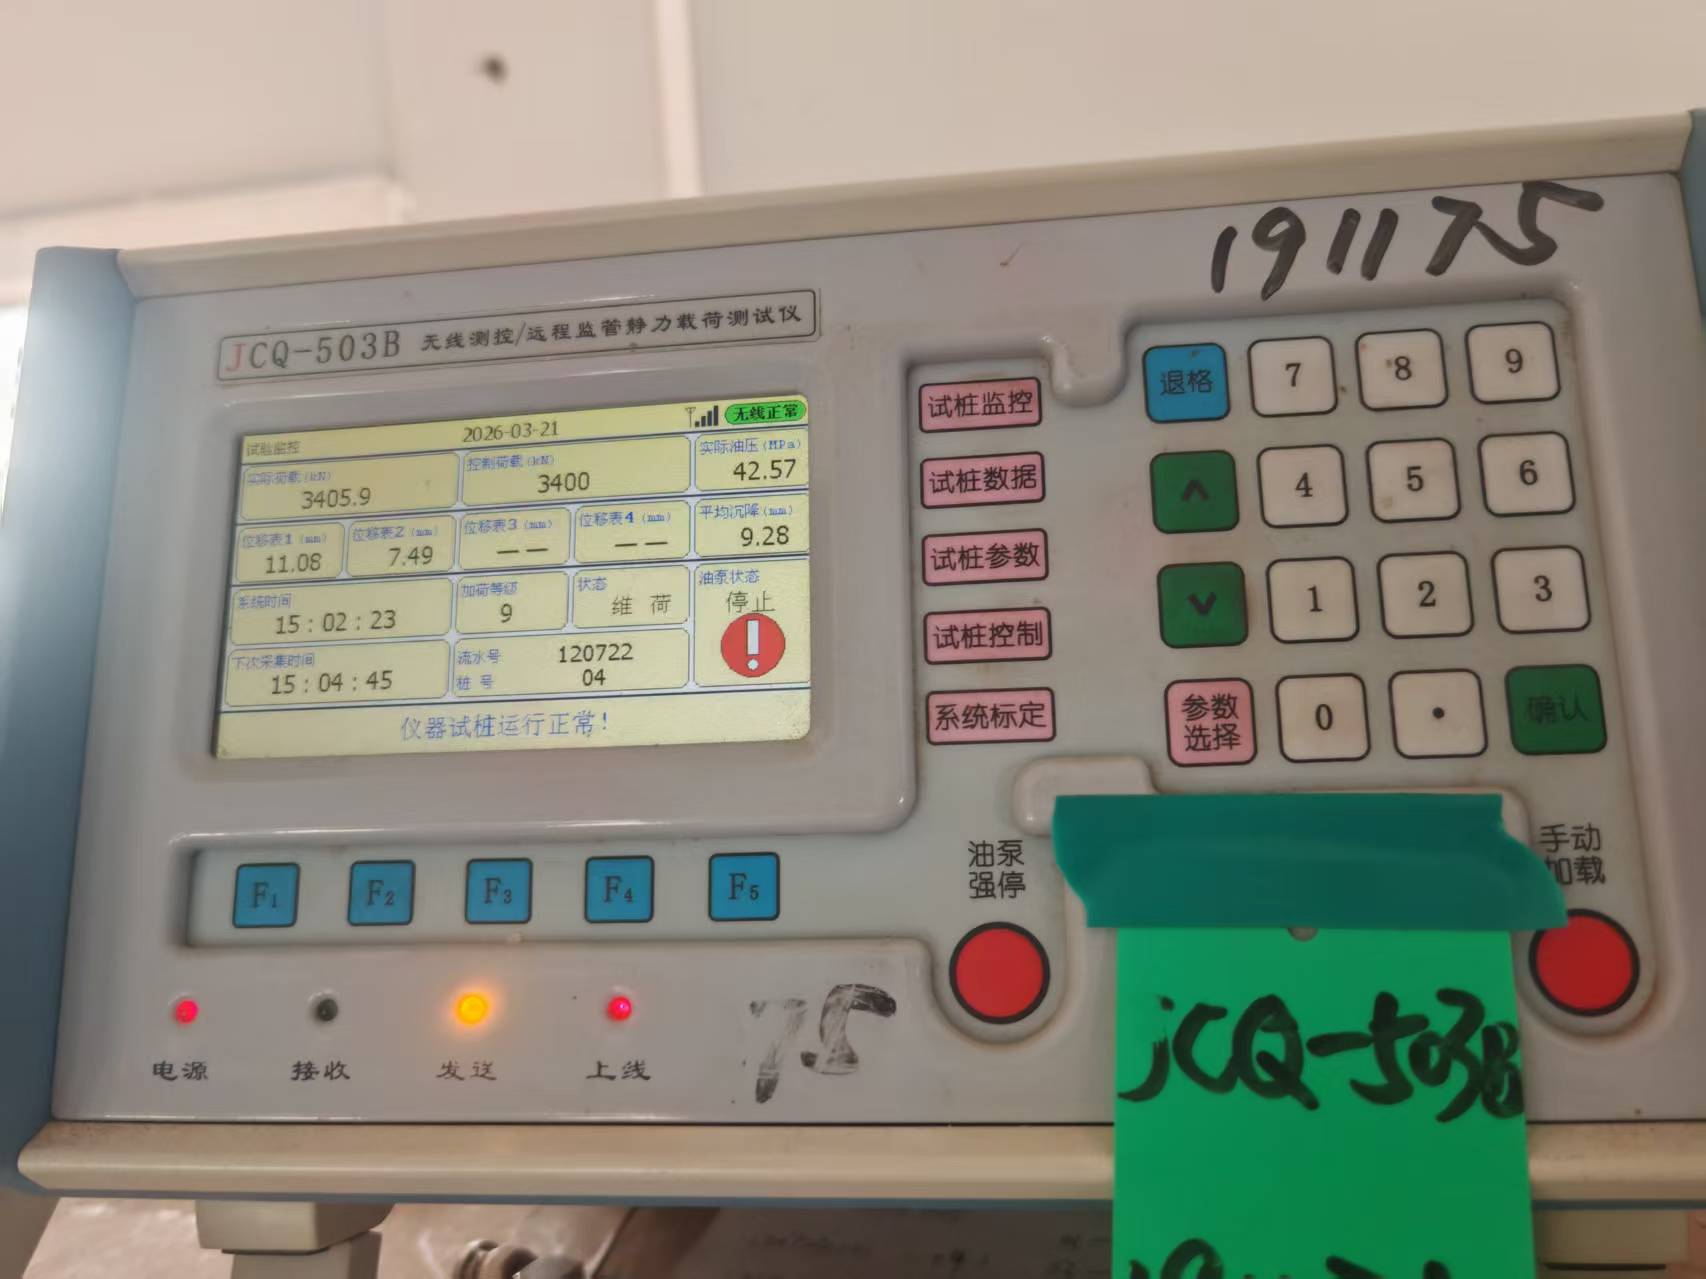 191175
JCQ-503B 无线测控/远程监管静力载荷测试仪
试验监控 2026-03-21 无线正常
实际荷载(kN) 控制荷载(kN) 实际油压(MPa)
3405.9 3400 42.57
位移表1(mm) 位移表2(mm) 位移表3(mm) 位移表4(mm) 平均沉降(mm)
11.08 7.49 -- -- 9.28
系统时间 加荷等级 状态 油泵状态
15:02:23 9 维荷 停止
下次采集时间 流水号 120722
15:04:45 桩号 04
仪器试桩运行正常!
试桩监控
试桩数据
试桩参数
试桩控制
系统标定
退格 7 8 9
4 5 6
1 2 3
参数选择 0 . 确认
F1 F2 F3 F4 F5
油泵强停
手动加载
电源 接收 发送 上线
75
JCQ-503B